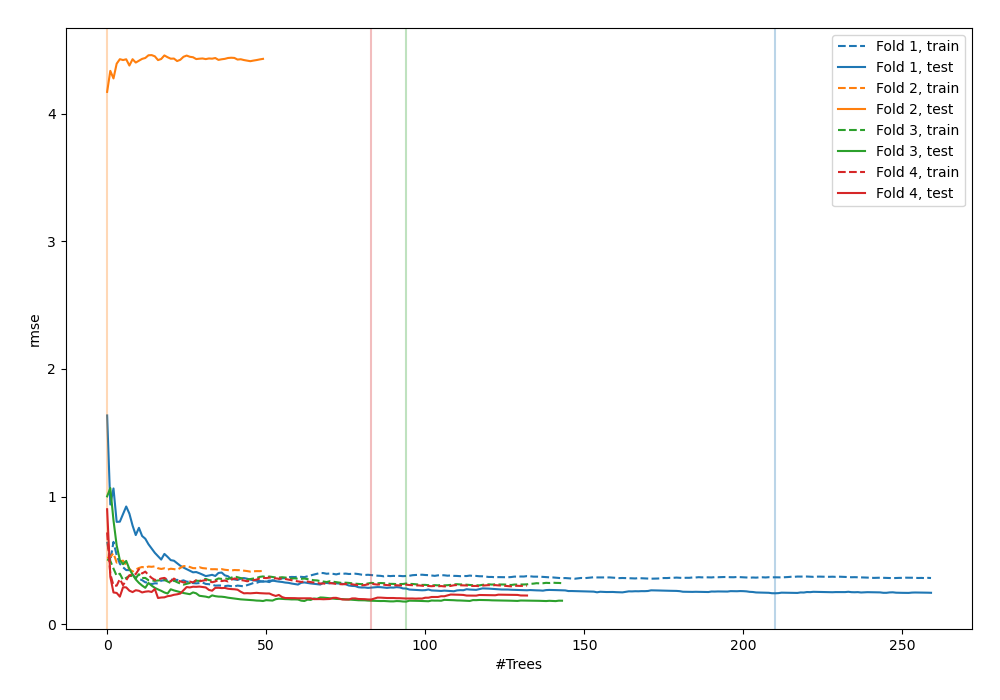 Fold 1, train
Fold 1, test
Fold 2, train
Fold 2, test
Fold 3, train
Fold 3, test
Fold 4, train
Fold 4, test
rmse
4
3
2
1
0
0 50 100 150 200 250
#Trees